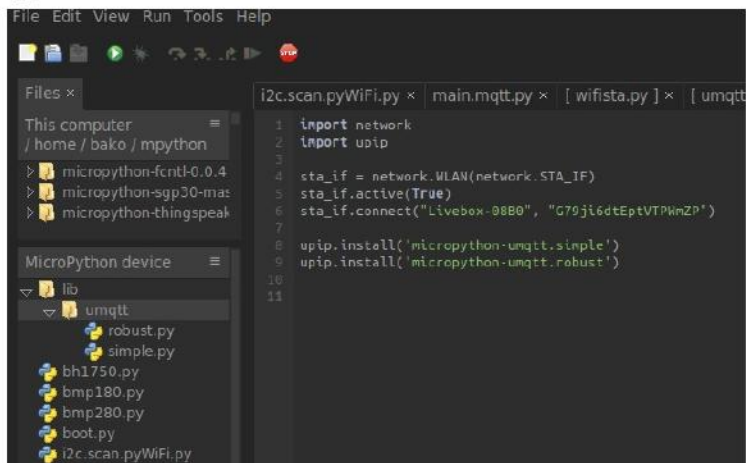 File Edit View Run Tools Help
STOP
Files ×
This computer
/ home / bako / mpython
micropython-fcntl-0.0.4
micropython-sgp30-mas
micropython-thingspeak
MicroPython device
lib
umqtt
robust.py
simple.py
bh1750.py
bmp180.py
bmp280.py
boot.py
i2c.scan.pyWiFi.py
i2c.scan.pyWiFi.py × main.mqtt.py × [ wifista.py ] × [ umqtt
1 import network
2 import upip
3
4 sta_if = network.WLAN(network.STA_IF)
5 sta_if.active(True)
6 sta_if.connect("Livebox-08B0", "G79ji6dtEptVTPWmZP")
7
8 upip.install('micropython-umqtt.simple')
9 upip.install('micropython-umqtt.robust')
10
11